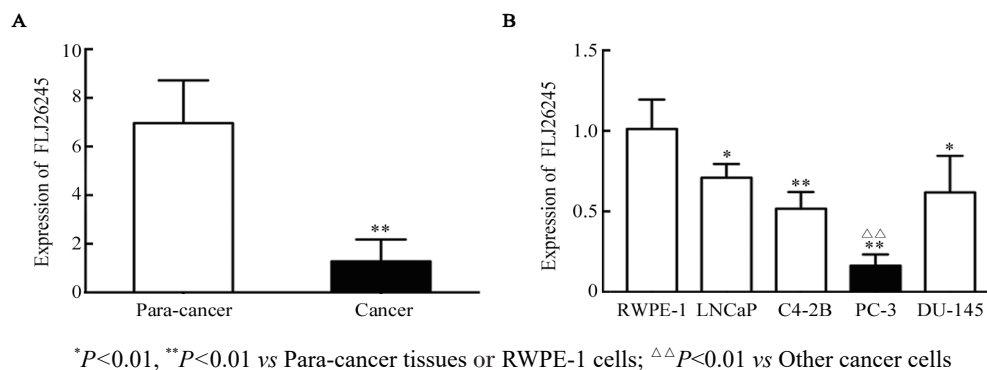 A
B
Expression of FLJ26245
10
8
6
4
2
0
**
Para-cancer
Cancer
Expression of FLJ26245
1.5
1.0
0.5
0
*
**
△△
**
*
RWPE-1 LNCaP C4-2B PC-3 DU-145
*P<0.01, **P<0.01 vs Para-cancer tissues or RWPE-1 cells; △△P<0.01 vs Other cancer cells